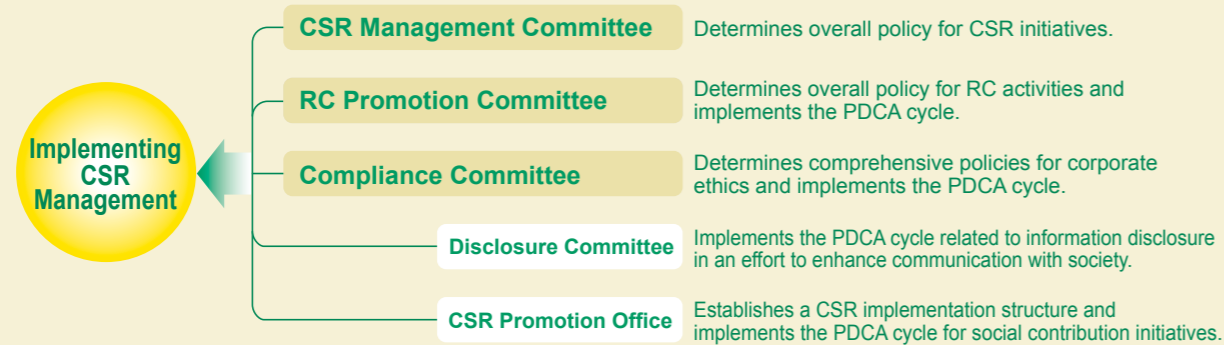 Implementing
CSR
Management
CSR Management Committee
Determines overall policy for CSR initiatives.
RC Promotion Committee
Determines overall policy for RC activities and
implements the PDCA cycle.
Compliance Committee
Determines comprehensive policies for corporate
ethics and implements the PDCA cycle.
Disclosure Committee
Implements the PDCA cycle related to information disclosure
in an effort to enhance communication with society.
CSR Promotion Office
Establishes a CSR implementation structure and
implements the PDCA cycle for social contribution initiatives.